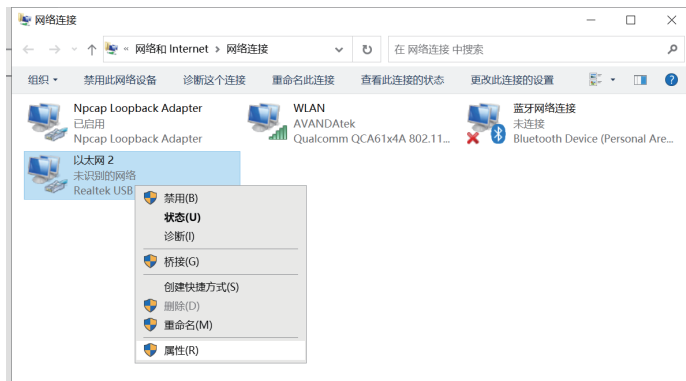 网络连接
« 网络和 Internet › 网络连接
在 网络连接 中搜索
组织 禁用此网络设备 诊断这个连接 重命名此连接 查看此连接的状态 更改此连接的设置
Npcap Loopback Adapter
已启用
Npcap Loopback Adapter
WLAN
AVANDAtek
Qualcomm QCA61x4A 802.11...
蓝牙网络连接
未连接
Bluetooth Device (Personal Are...
以太网 2
未识别的网络
Realtek USB
禁用(B)
状态(U)
诊断(I)
桥接(G)
创建快捷方式(S)
删除(D)
重命名(M)
属性(R)